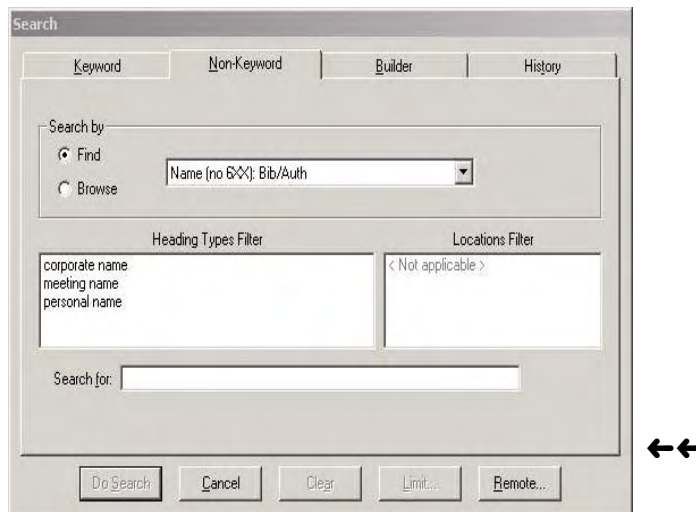 Search
Keyword Non-Keyword Builder History
Search by
Find
Name (no 6XX): Bib/Auth
Browse
Heading Types Filter Locations Filter
corporate name < Not applicable >
meeting name
personal name
Search for:
Do Search Cancel Clear Limit... Remote...